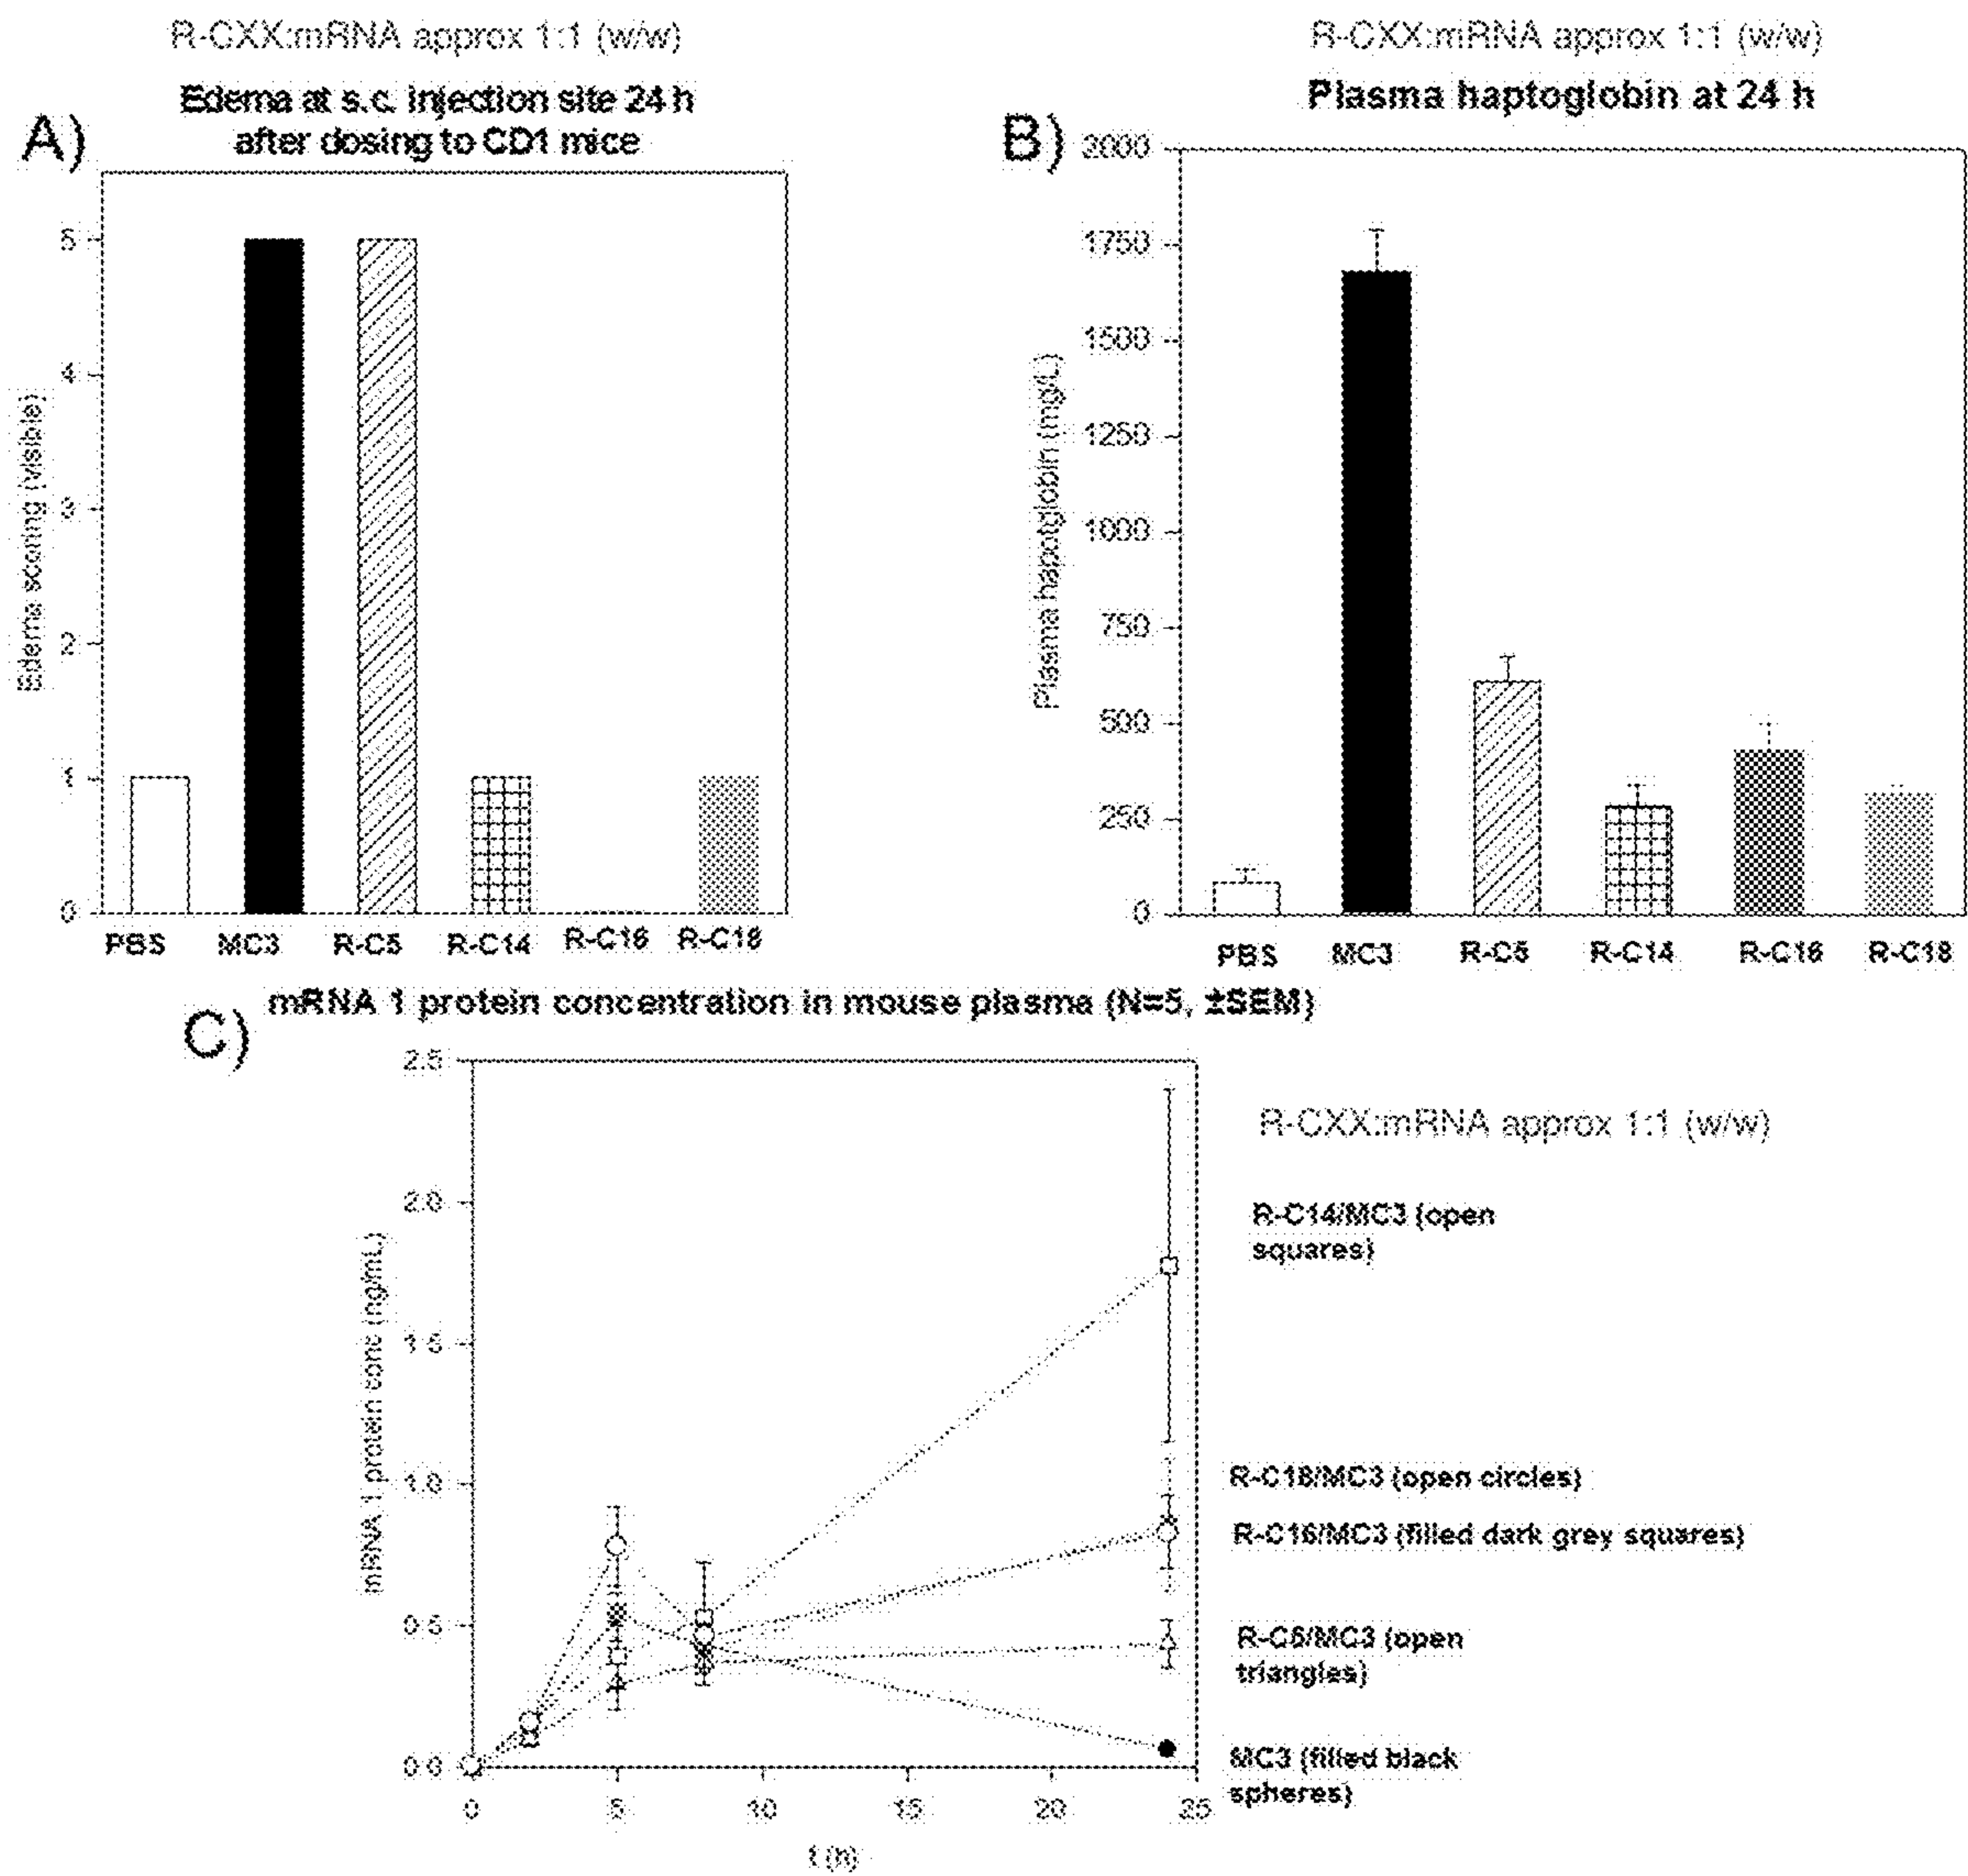 R-CXX:mRNA approx 1:1 (w/w)
Edema at s.c. injection site 24 h
after dosing to CD1 mice
A)
5
4
3
2
1
0
Edema scoring (visible)
PBS MC3 R-C5 R-C14 R-C16 R-C18
R-CXX:mRNA approx 1:1 (w/w)
Plasma haptoglobin at 24 h
B)
2000
1750
1500
1250
1000
750
500
250
0
Plasma hapotglobin (mg/L)
PBS MC3 R-C5 R-C14 R-C16 R-C18
mRNA 1 protein concentration in mouse plasma (N=5, ±SEM)
C)
2.5
2.0
1.5
1.0
0.5
0.0
mRNA 1 protein conc (ng/mL)
0 5 10 15 20 25
t (h)
R-CXX:mRNA approx 1:1 (w/w)
R-C14/MC3 (open
squares)
R-C18/MC3 (open circles)
R-C16/MC3 (filled dark grey squares)
R-C5/MC3 (open
triangles)
MC3 (filled black
spheres)